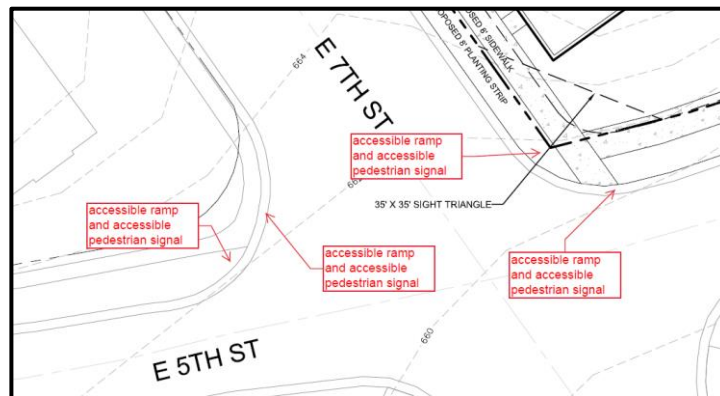 664
E 7TH ST
OPOSED 6' PLANTING STRIP
OSED 6' SIDEWALK
accessible ramp
and accessible
pedestrian signal
35' X 35' SIGHT TRIANGLE
accessible ramp
and accessible
pedestrian signal
accessible ramp
and accessible
pedestrian signal
accessible ramp
and accessible
pedestrian signal
660
E 5TH ST